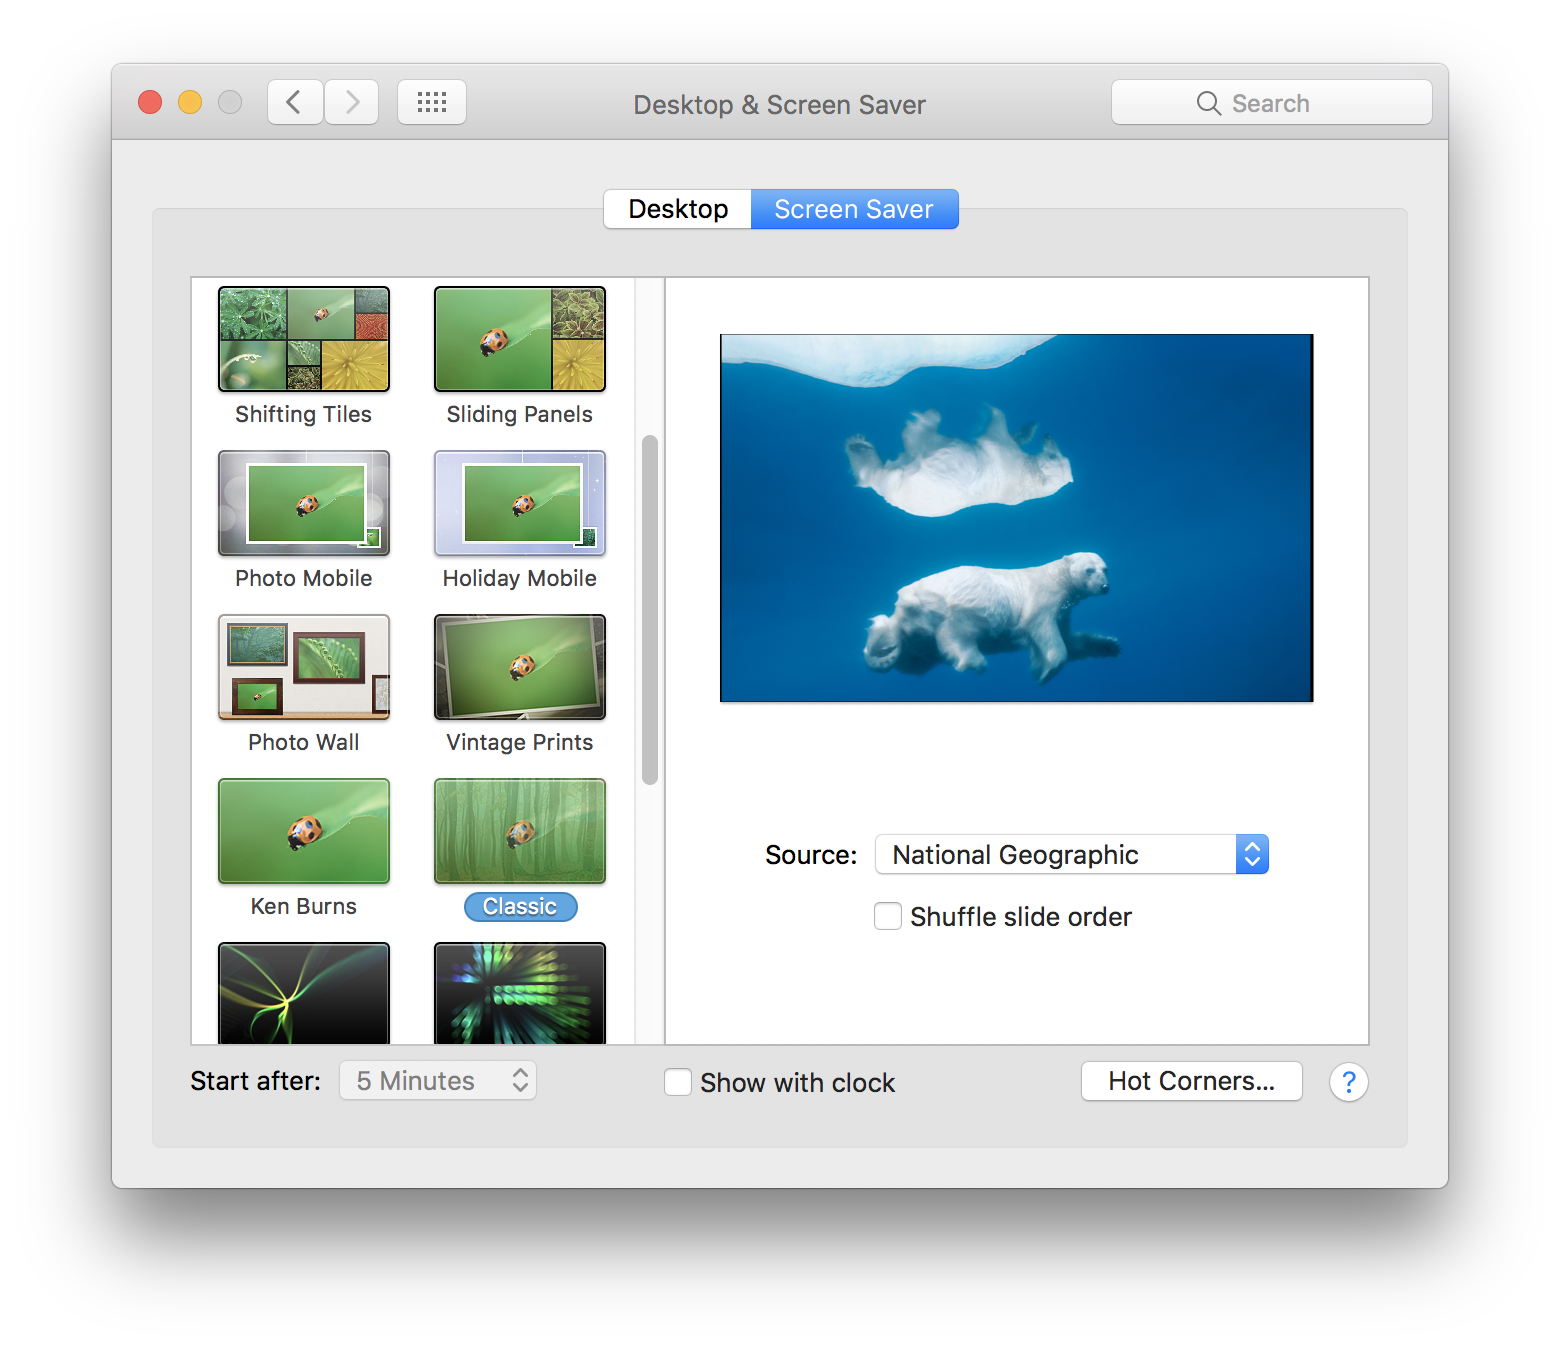 Desktop & Screen Saver
Search
Desktop
Screen Saver
Shifting Tiles
Sliding Panels
Photo Mobile
Holiday Mobile
Photo Wall
Vintage Prints
Ken Burns
Classic
Source:
National Geographic
Shuffle slide order
Start after:
5 Minutes
Show with clock
Hot Corners...
?